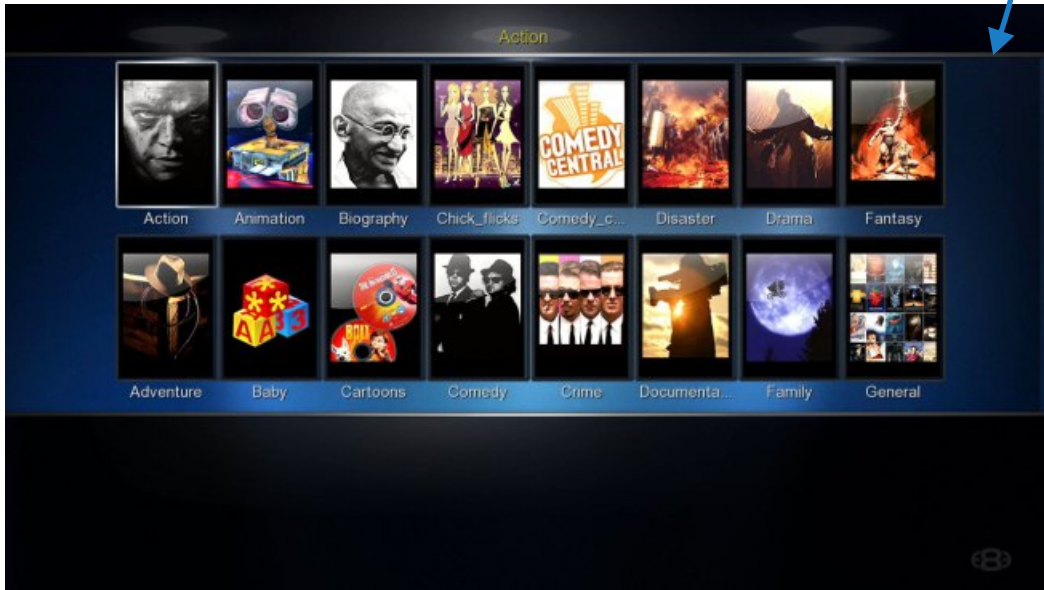 Action
COMEDY
CENTRAL
Action Animation Biography Chick_flicks Comedy_c... Disaster Drama Fantasy
BOLT
Adventure Baby Cartoons Comedy Crime Documenta... Family General